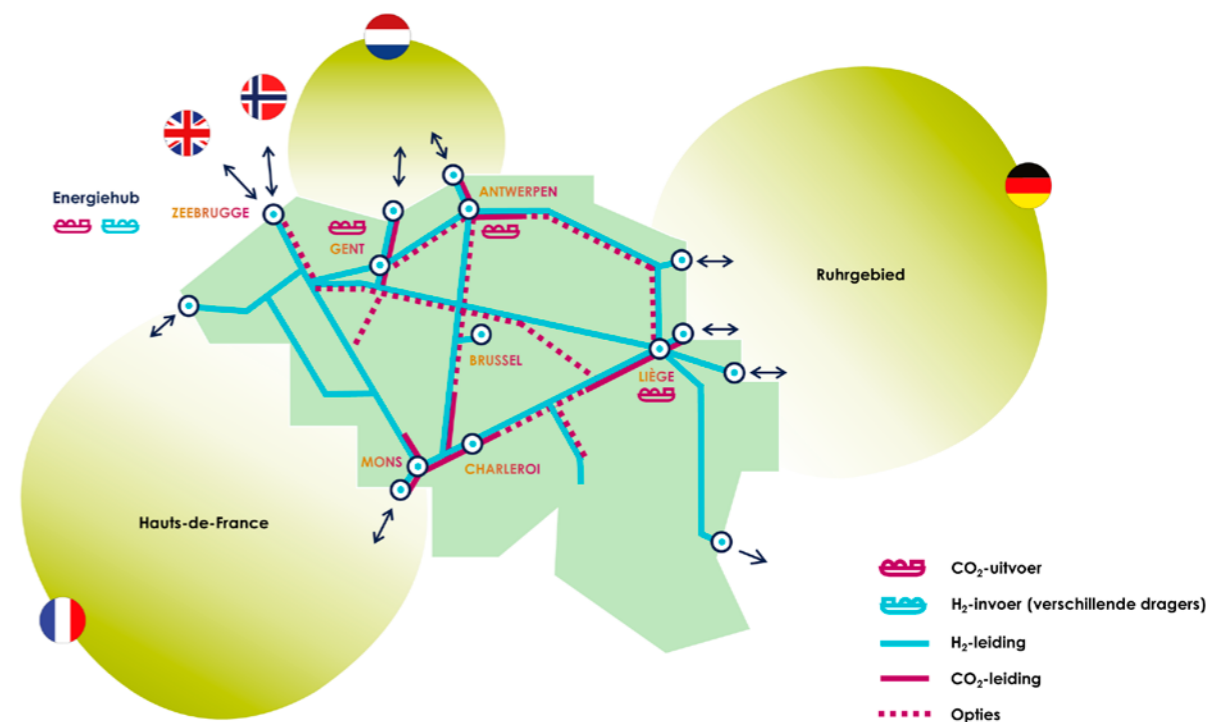 Energiehub
ZEEBRUGGE
ANTWERPEN
GENT
Ruhrgebied
BRUSSEL
LIÈGE
MONS
CHARLEROI
Hauts-de-France
CO₂-uitvoer
H₂-invoer (verschillende dragers)
H₂-leiding
CO₂-leiding
Opties